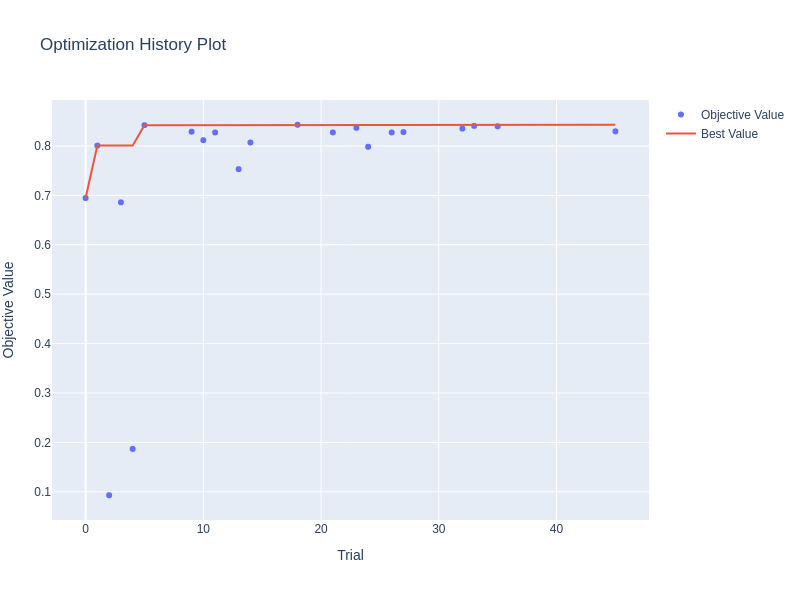 Optimization History Plot
Objective Value
Best Value
0.8
0.7
0.6
0.5
0.4
0.3
0.2
0.1
Objective Value
0 10 20 30 40
Trial